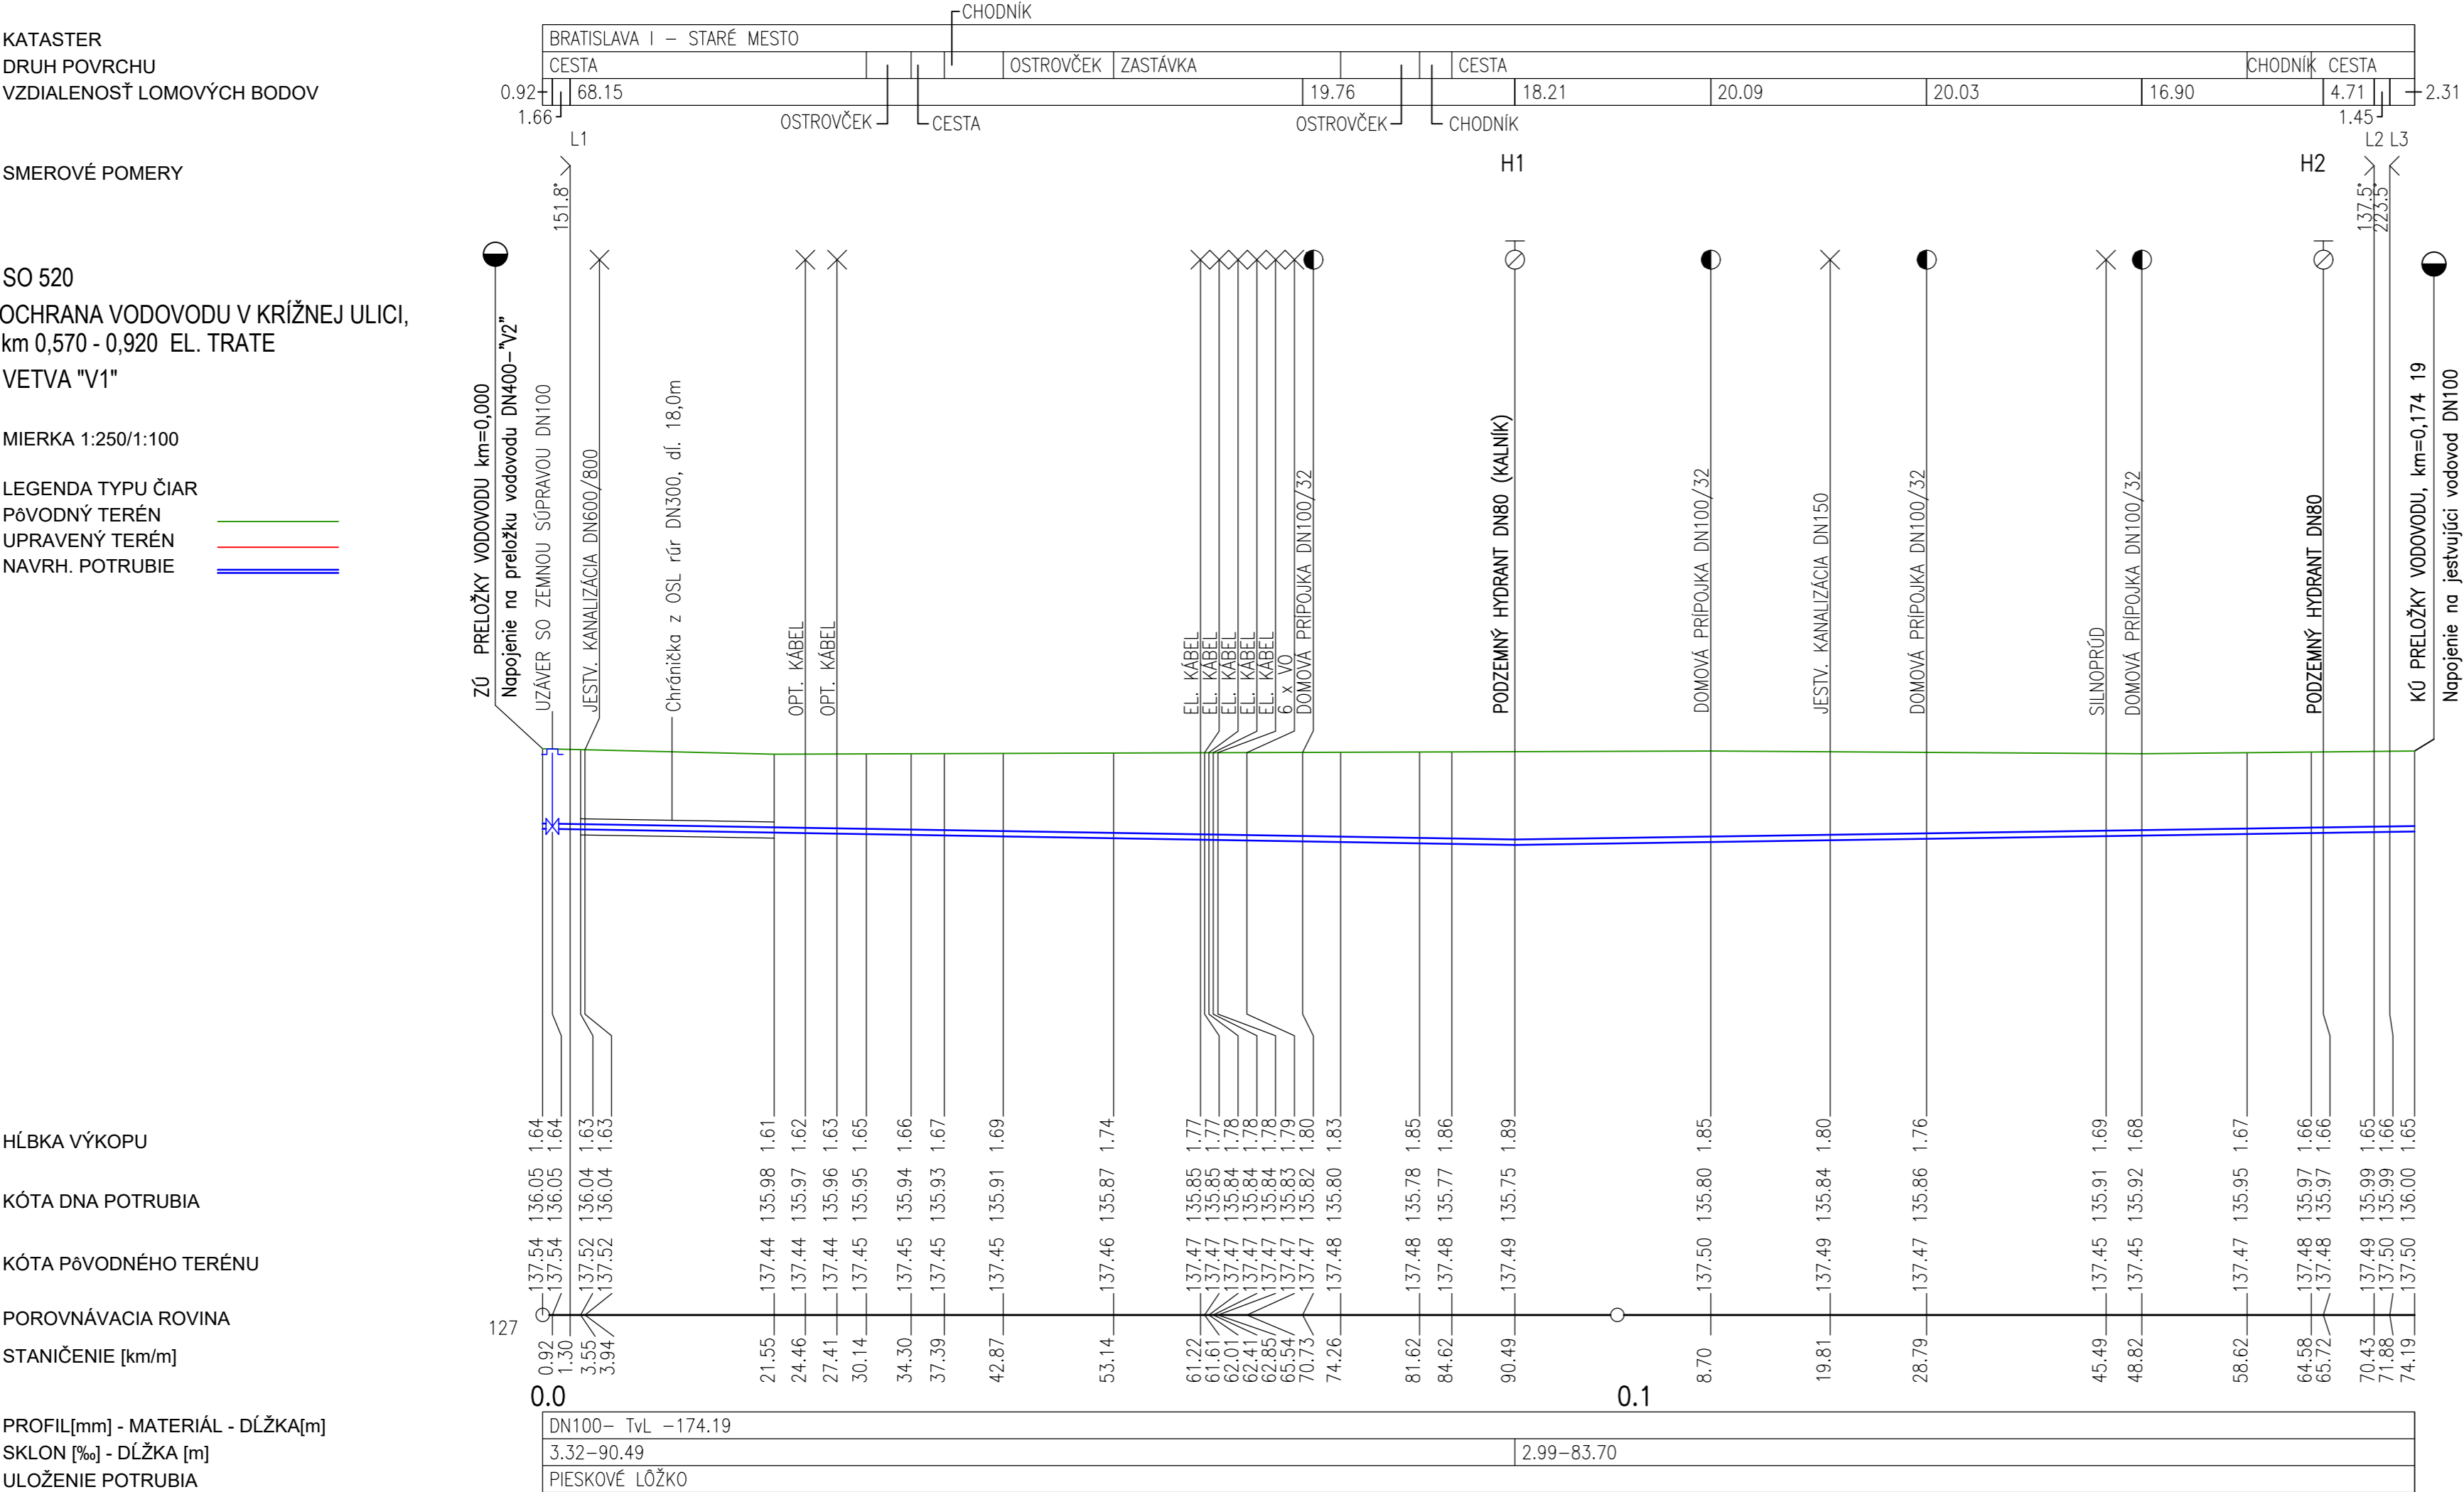 CHODNÍK
KATASTER
BRATISLAVA I – STARÉ MESTO
DRUH POVRCHU
CESTA
OSTROVČEK
ZASTÁVKA
CESTA
CHODNÍK
CESTA
VZDIALENOSŤ LOMOVÝCH BODOV
0.92
68.15
19.76
18.21
20.09
20.03
16.90
4.71
2.31
1.66
OSTROVČEK
CESTA
OSTROVČEK
CHODNÍK
1.45
L1
L2 L3
SMEROVÉ POMERY
H1
H2
151.8°
137.5°
223.5°
SO 520
OCHRANA VODOVODU V KRÍŽNEJ ULICI,
km 0,570 - 0,920 EL. TRATE
VETVA "V1"
MIERKA 1:250/1:100
LEGENDA TYPU ČIAR
PôVODNÝ TERÉN
UPRAVENÝ TERÉN
NAVRH. POTRUBIE
ZÚ PRELOŽKY VODOVODU km=0,000
Napojenie na preložku vodovodu DN400–"V2"
UZÁVER SO ZEMNOU SÚPRAVOU DN100
JESTV. KANALIZÁCIA DN600/800
Chránička z OSL rúr DN300, dĺ. 18,0m
OPT. KÁBEL
OPT. KÁBEL
EL. KÁBEL
EL. KÁBEL
EL. KÁBEL
EL. KÁBEL
EL. KÁBEL
6 x VO
DOMOVÁ PRÍPOJKA DN100/32
PODZEMNÝ HYDRANT DN80 (KALNÍK)
DOMOVÁ PRÍPOJKA DN100/32
JESTV. KANALIZÁCIA DN150
DOMOVÁ PRÍPOJKA DN100/32
SILNOPRÚD
DOMOVÁ PRÍPOJKA DN100/32
PODZEMNÝ HYDRANT DN80
KÚ PRELOŽKY VODOVODU, km=0,174 19
Napojenie na jestvujúci vodovod DN100
HĹBKA VÝKOPU
1.64 1.64 1.63 1.63 1.61 1.62 1.63 1.65 1.66 1.67 1.69 1.74 1.77 1.77 1.78 1.78 1.78 1.79 1.80 1.83 1.85 1.86 1.89 1.85 1.80 1.76 1.69 1.68 1.67 1.66 1.66 1.65 1.66 1.65
KÓTA DNA POTRUBIA
136.05 136.05 136.04 136.04 135.98 135.97 135.96 135.95 135.94 135.93 135.91 135.87 135.85 135.85 135.84 135.84 135.84 135.83 135.82 135.80 135.78 135.77 135.75 135.80 135.84 135.86 135.91 135.92 135.95 135.97 135.97 135.99 135.99 136.00
KÓTA PôVODNÉHO TERÉNU
137.54 137.54 137.52 137.52 137.44 137.44 137.44 137.45 137.45 137.45 137.45 137.46 137.47 137.47 137.47 137.47 137.47 137.47 137.47 137.48 137.48 137.48 137.49 137.50 137.49 137.47 137.45 137.45 137.47 137.48 137.48 137.49 137.50 137.50
POROVNÁVACIA ROVINA
127
STANIČENIE [km/m]
0.92 1.30 3.55 3.94 21.55 24.46 27.41 30.14 34.30 37.39 42.87 53.14 61.22 61.61 62.01 62.41 62.85 65.54 70.73 74.26 81.62 84.62 90.49 8.70 19.81 28.79 45.49 48.82 58.62 64.58 65.72 70.43 71.88 74.19
0.0
0.1
PROFIL[mm] - MATERIÁL - DĹŽKA[m]
DN100– TvL –174.19
SKLON [‰] - DĹŽKA [m]
3.32–90.49
2.99–83.70
ULOŽENIE POTRUBIA
PIESKOVÉ LÔŽKO